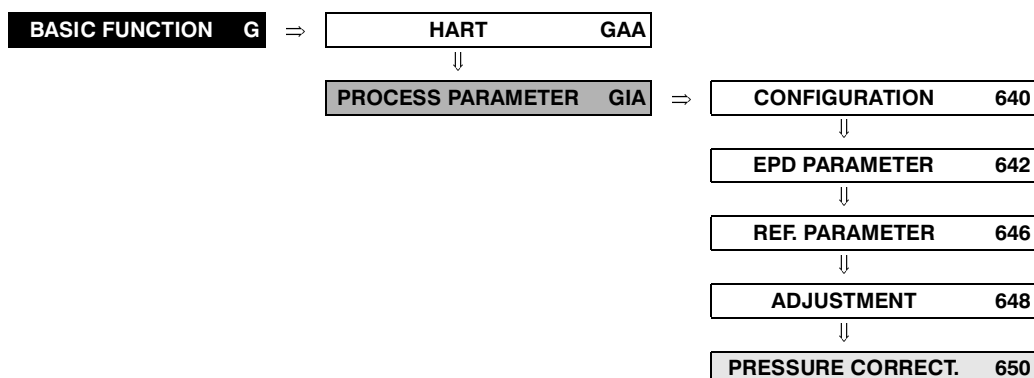 BASIC FUNCTION G ⇒ HART GAA
⇓
PROCESS PARAMETER GIA ⇒ CONFIGURATION 640
⇓
EPD PARAMETER 642
⇓
REF. PARAMETER 646
⇓
ADJUSTMENT 648
⇓
PRESSURE CORRECT. 650